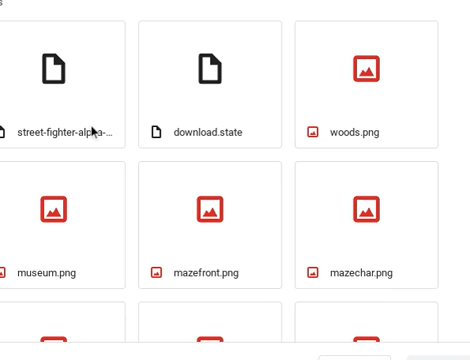 street-fighter-alpha-...
download.state
woods.png
museum.png
mazefront.png
mazechar.png